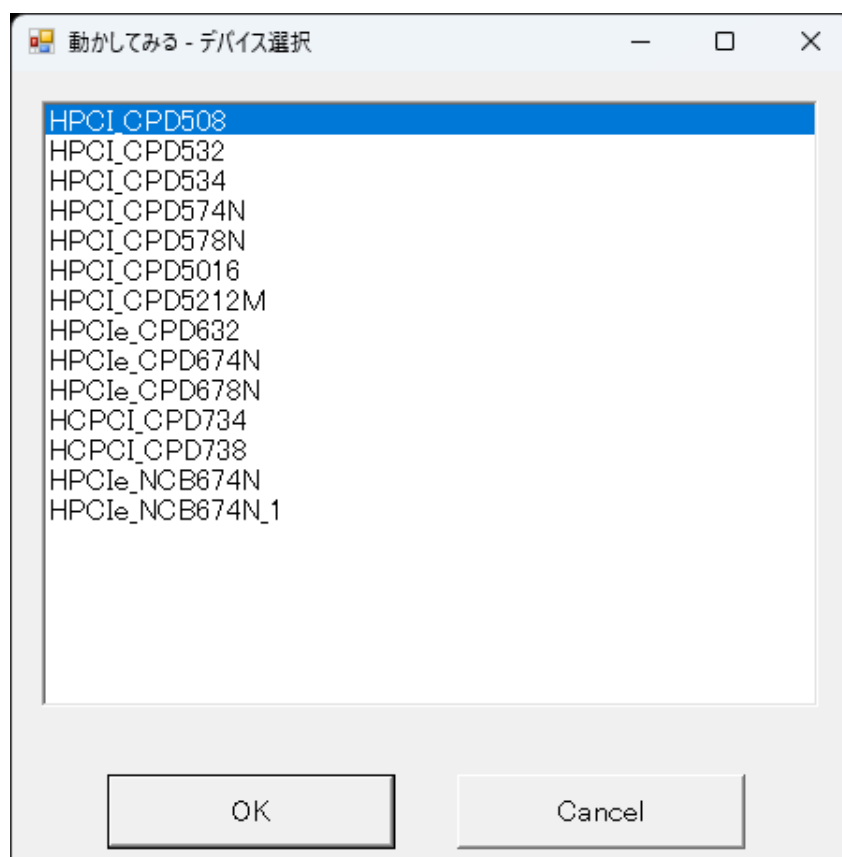 動かしてみる - デバイス選択
HPCI_CPD508
HPCI_CPD532
HPCI_CPD534
HPCI_CPD574N
HPCI_CPD578N
HPCI_CPD5016
HPCI_CPD5212M
HPCIe_CPD632
HPCIe_CPD674N
HPCIe_CPD678N
HCPCI_CPD734
HCPCI_CPD738
HPCIe_NCB674N
HPCIe_NCB674N_1
OK Cancel